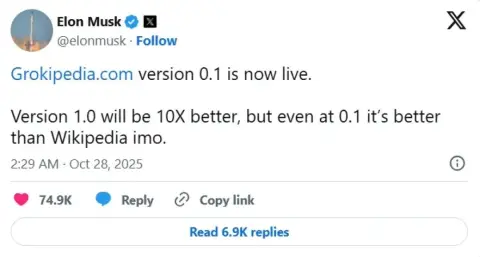 Elon Musk
@elonmusk · Follow
Grokipedia.com version 0.1 is now live.
Version 1.0 will be 10X better, but even at 0.1 it’s better
than Wikipedia imo.
2:29 AM · Oct 28, 2025
74.9K Reply Copy link
Read 6.9K replies